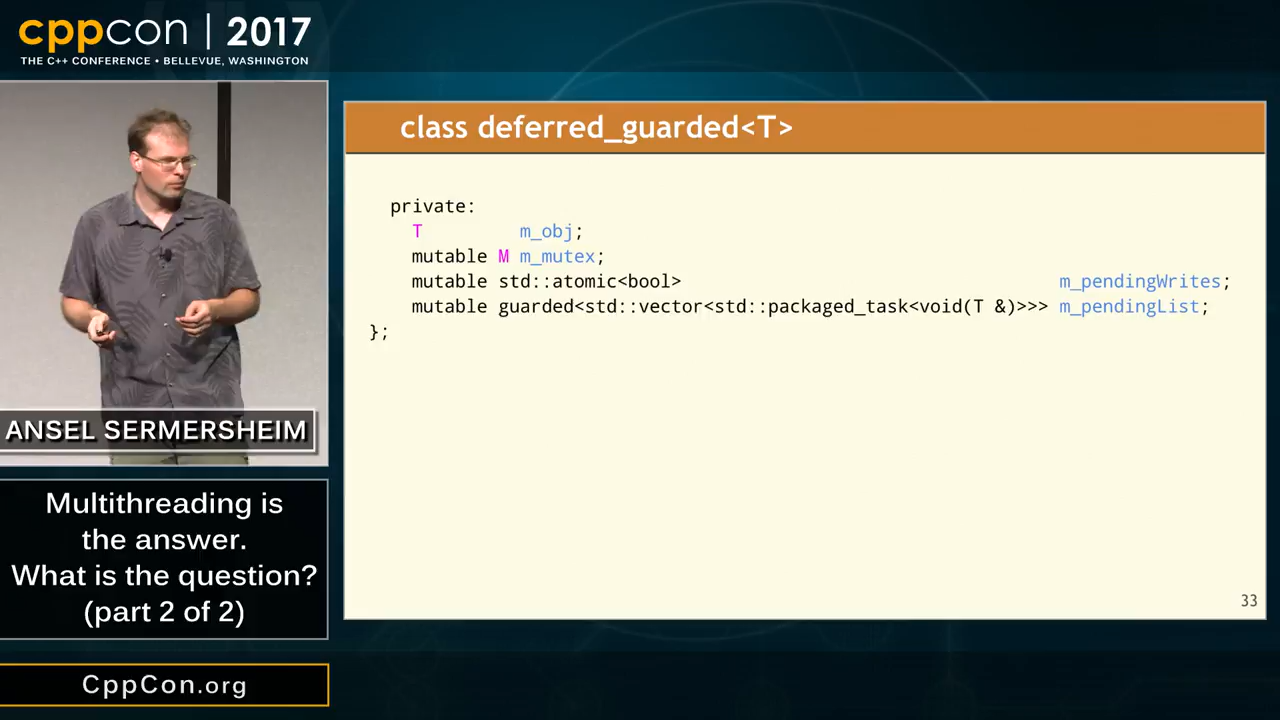 cppcon | 2017
THE C++ CONFERENCE • BELLEVUE, WASHINGTON
class deferred_guarded<T>
private:
T m_obj;
mutable M m_mutex;
mutable std::atomic<bool> m_pendingWrites;
mutable guarded<std::vector<std::packaged_task<void(T &)>>> m_pendingList;
};
33
ANSEL SERMERSHEIM
Multithreading is
the answer.
What is the question?
(part 2 of 2)
CppCon.org